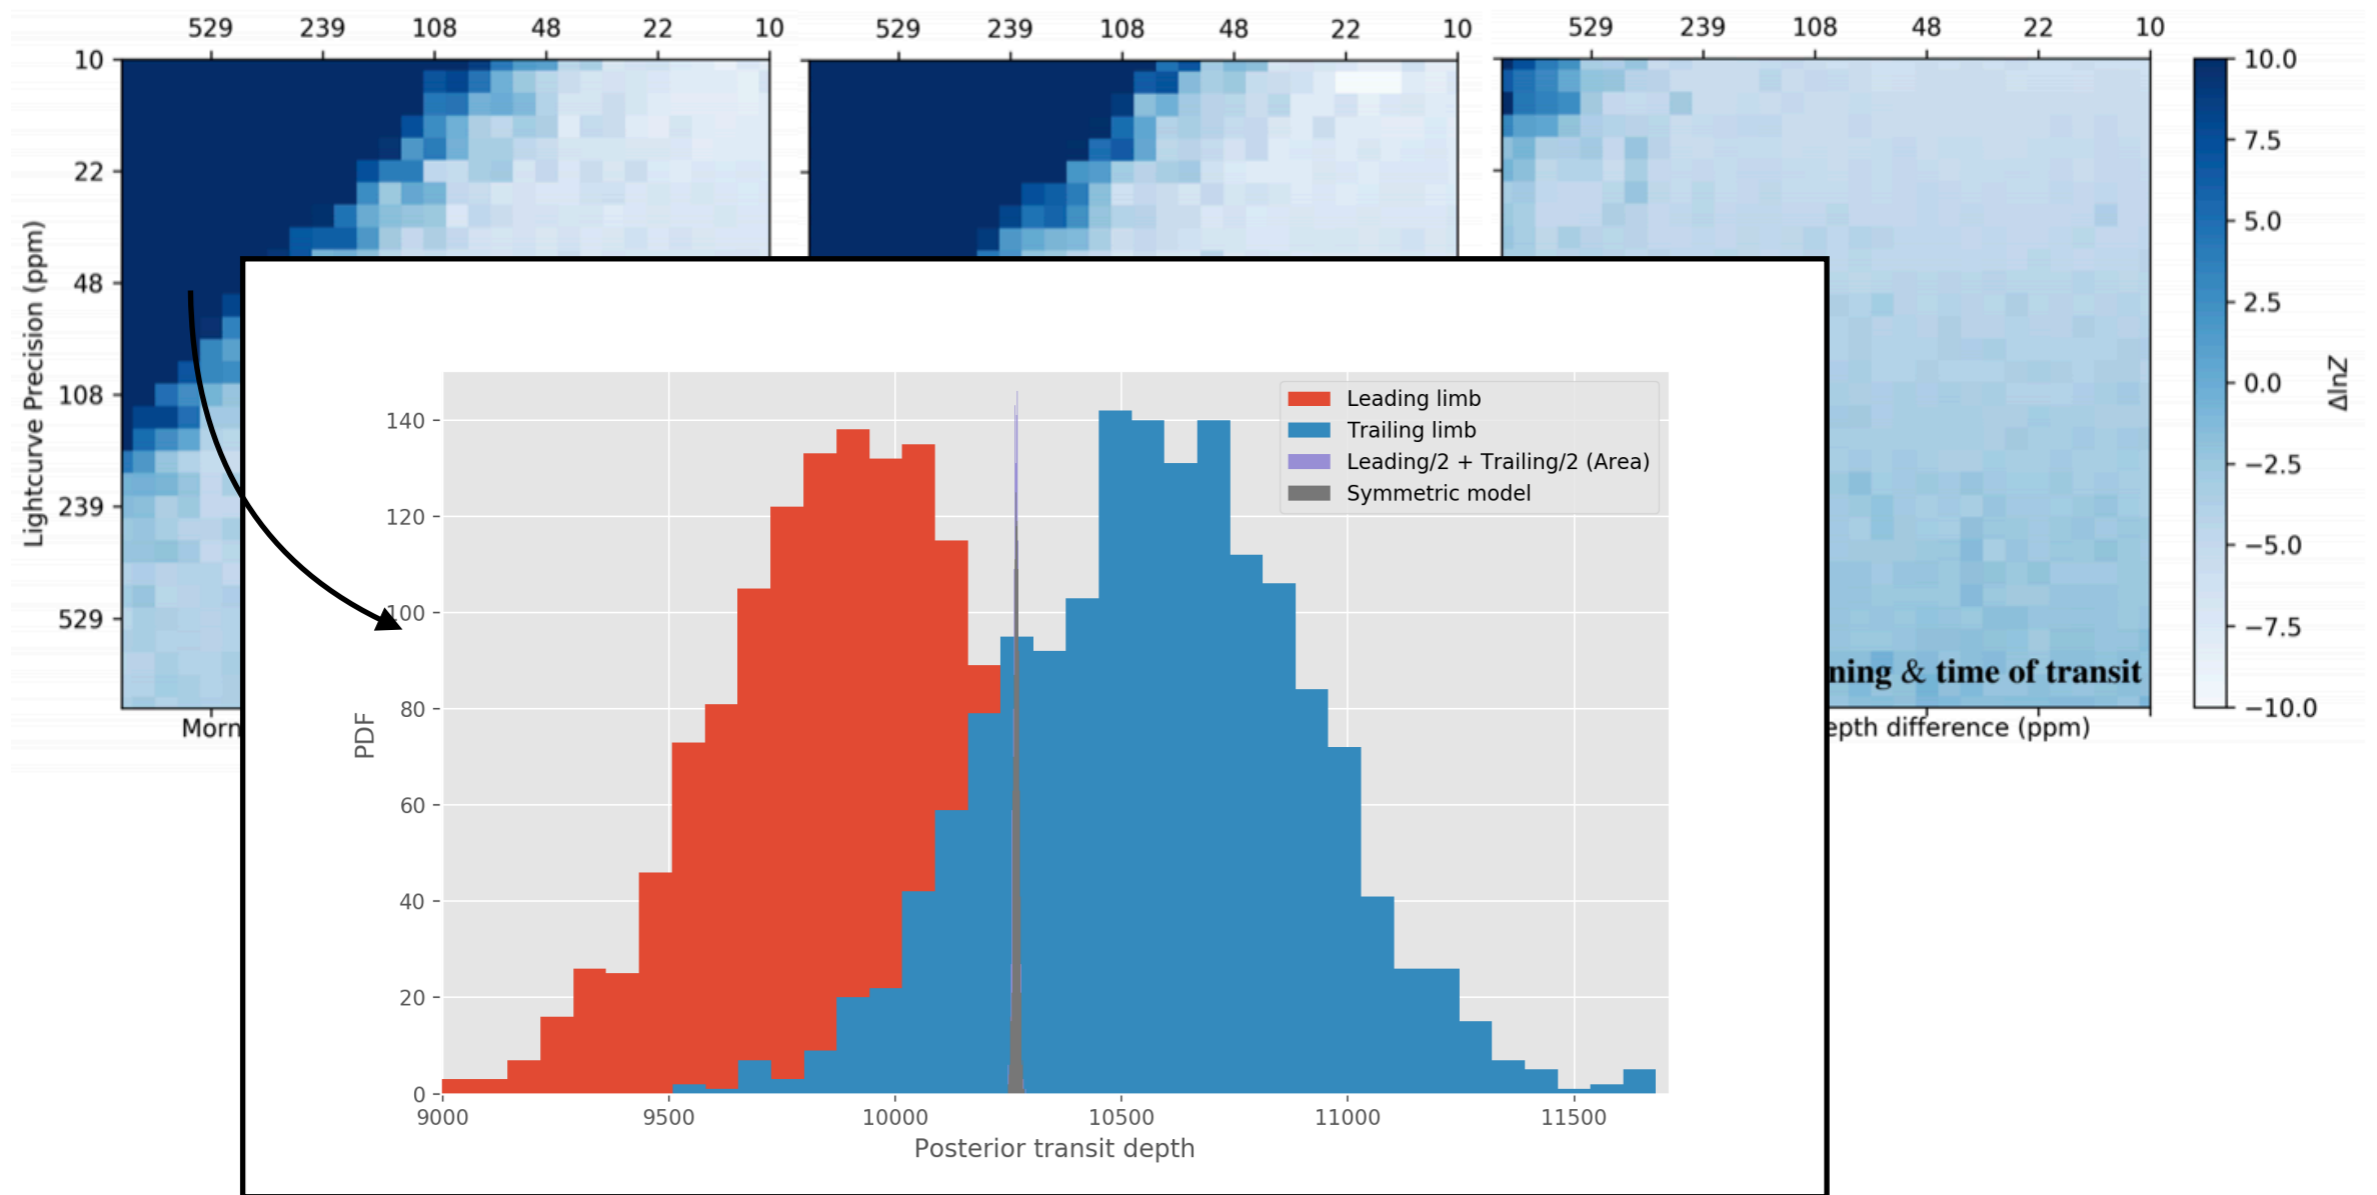 529 239 108 48 22 10
529 239 108 48 22 10
529 239 108 48 22 10
10
22
48
108
239
529
Lightcurve Precision (ppm)
10.0
7.5
5.0
2.5
0.0
−2.5
−5.0
−7.5
−10.0
ΔlnZ
ning & time of transit
Morn
epth difference (ppm)
Leading limb
Trailing limb
Leading/2 + Trailing/2 (Area)
Symmetric model
140
120
100
80
60
40
20
0
PDF
9000 9500 10000 10500 11000 11500
Posterior transit depth